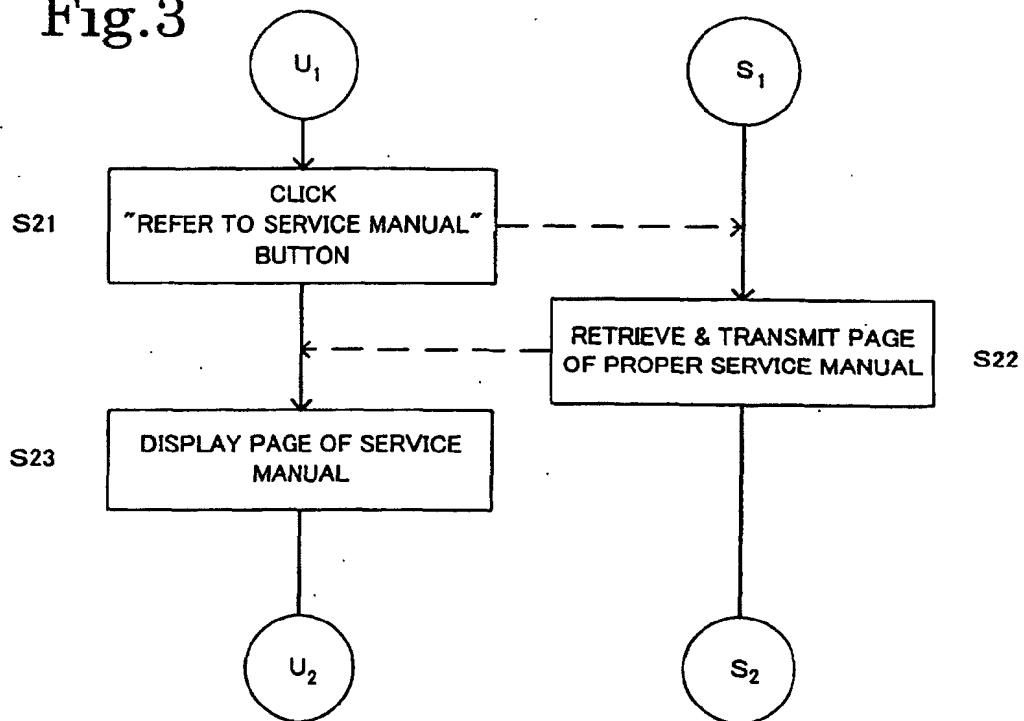 Fig.3
U1
S1
S21
CLICK
"REFER TO SERVICE MANUAL"
BUTTON
RETRIEVE & TRANSMIT PAGE
OF PROPER SERVICE MANUAL
S22
S23
DISPLAY PAGE OF SERVICE
MANUAL
U2
S2